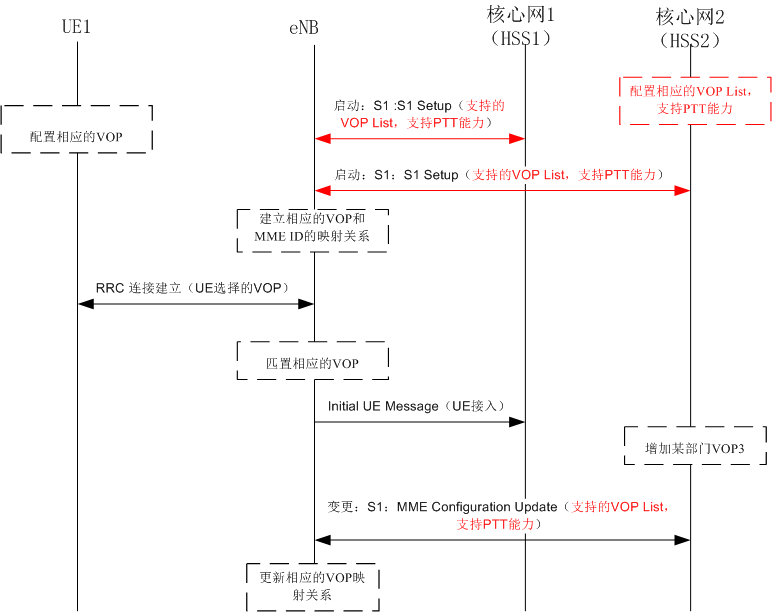 UE1
eNB
核心网1
（HSS1）
核心网2
（HSS2）
配置相应的VOP List，
支持PTT能力
启动：S1 :S1 Setup（支持的
VOP List，支持PTT能力）
配置相应的VOP
启动：S1：S1 Setup（支持的VOP List，支持PTT能力）
建立相应的VOP和
MME ID的映射关系
RRC 连接建立（UE选择的VOP）
匹置相应的VOP
Initial UE Message（UE接入）
增加某部门VOP3
变更：S1：MME Configuration Update（支持的VOP List，
支持PTT能力）
更新相应的VOP映
射关系